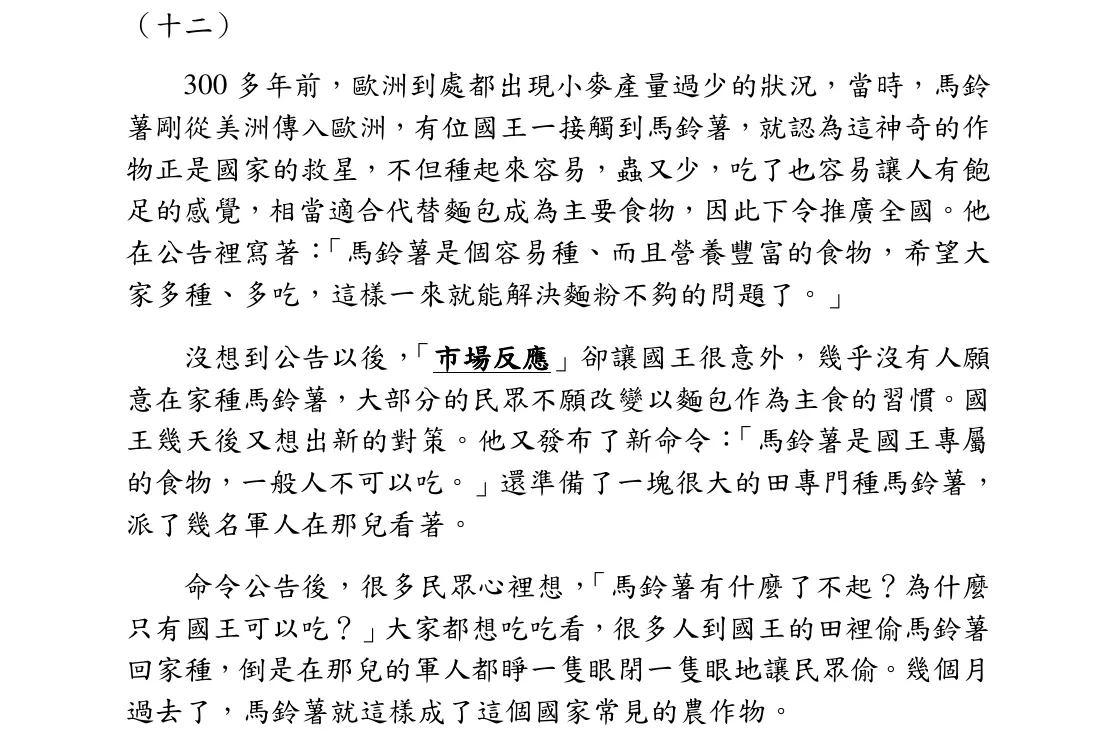 （十二）
300 多年前，歐洲到處都出現小麥產量過少的狀況，當時，馬鈴
薯剛從美洲傳入歐洲，有位國王一接觸到馬鈴薯，就認為這神奇的作
物正是國家的救星，不但種起來容易，蟲又少，吃了也容易讓人有飽
足的感覺，相當適合代替麵包成為主要食物，因此下令推廣全國。他
在公告裡寫著：「馬鈴薯是個容易種、而且營養豐富的食物，希望大
家多種、多吃，這樣一來就能解決麵粉不夠的問題了。」
沒想到公告以後，「市場反應」卻讓國王很意外，幾乎沒有人願
意在家種馬鈴薯，大部分的民眾不願改變以麵包作為主食的習慣。國
王幾天後又想出新的對策。他又發布了新命令：「馬鈴薯是國王專屬
的食物，一般人不可以吃。」還準備了一塊很大的田專門種馬鈴薯，
派了幾名軍人在那兒看著。
命令公告後，很多民眾心裡想，「馬鈴薯有什麼了不起？為什麼
只有國王可以吃？」大家都想吃吃看，很多人到國王的田裡偷馬鈴薯
回家種，倒是在那兒的軍人都睜一隻眼閉一隻眼地讓民眾偷。幾個月
過去了，馬鈴薯就這樣成了這個國家常見的農作物。